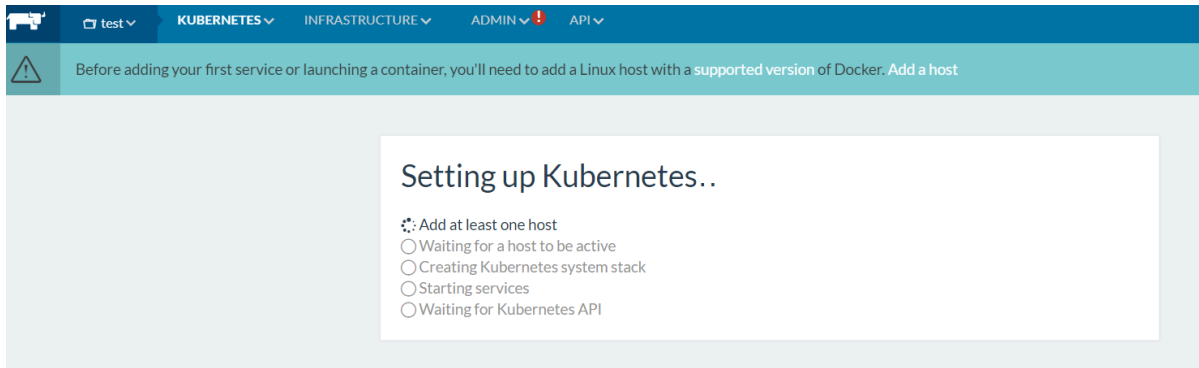 test KUBERNETES INFRASTRUCTURE ADMIN ! API
Before adding your first service or launching a container, you'll need to add a Linux host with a supported version of Docker. Add a host
Setting up Kubernetes..
Add at least one host
Waiting for a host to be active
Creating Kubernetes system stack
Starting services
Waiting for Kubernetes API